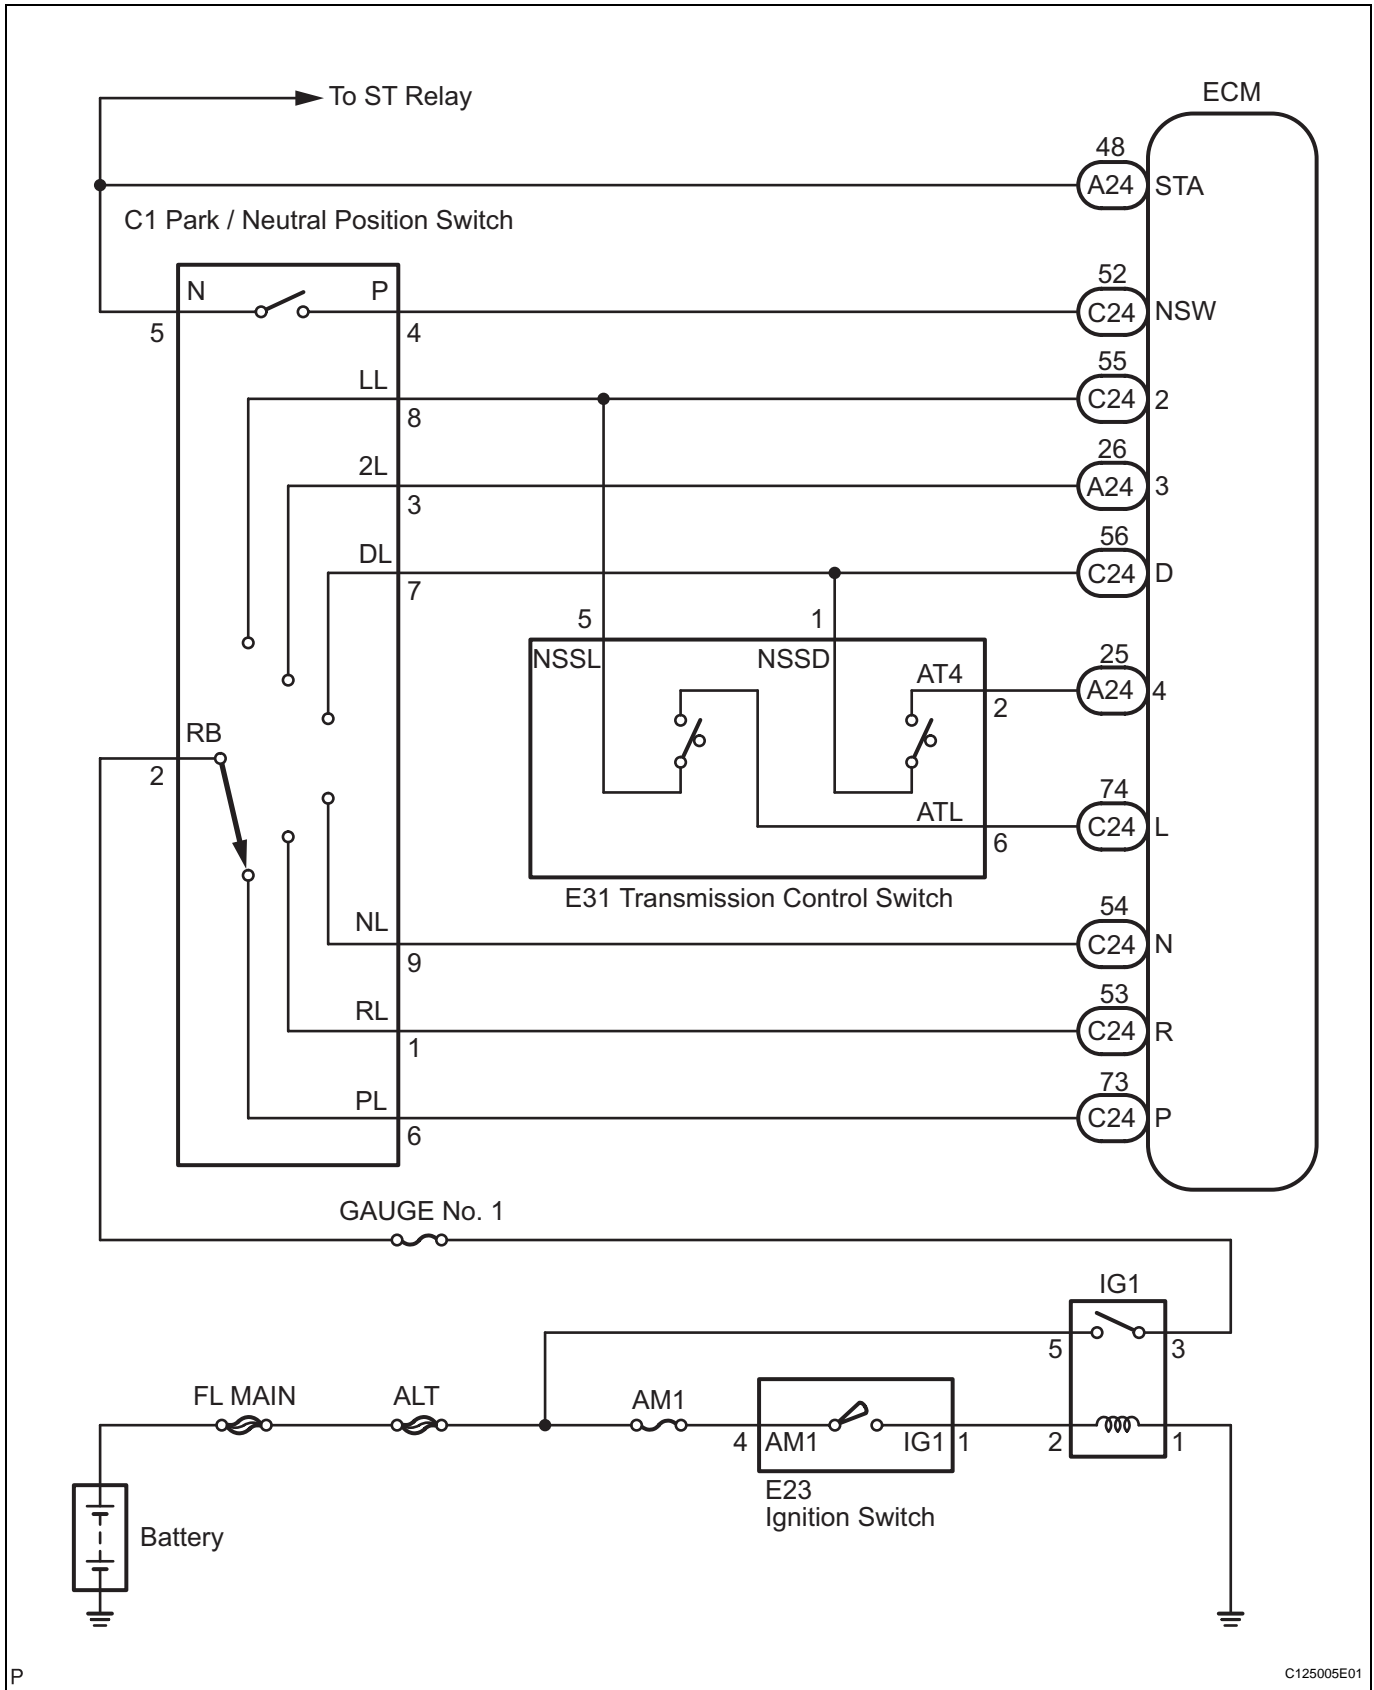 To ST Relay
ECM
48
A24 STA
C1 Park / Neutral Position Switch
N P
5 4
52
C24 NSW
LL
8
55
C24 2
2L
3
26
A24 3
DL
7
56
C24 D
5 1
NSSL NSSD
AT4
2
25
A24 4
RB
2
ATL
6
74
C24 L
E31 Transmission Control Switch
NL
9
54
C24 N
RL
1
53
C24 R
PL
6
73
C24 P
GAUGE No. 1
IG1
5 3
FL MAIN ALT AM1
4 AM1 IG1 1 2 1
E23
Ignition Switch
Battery
P
C125005E01